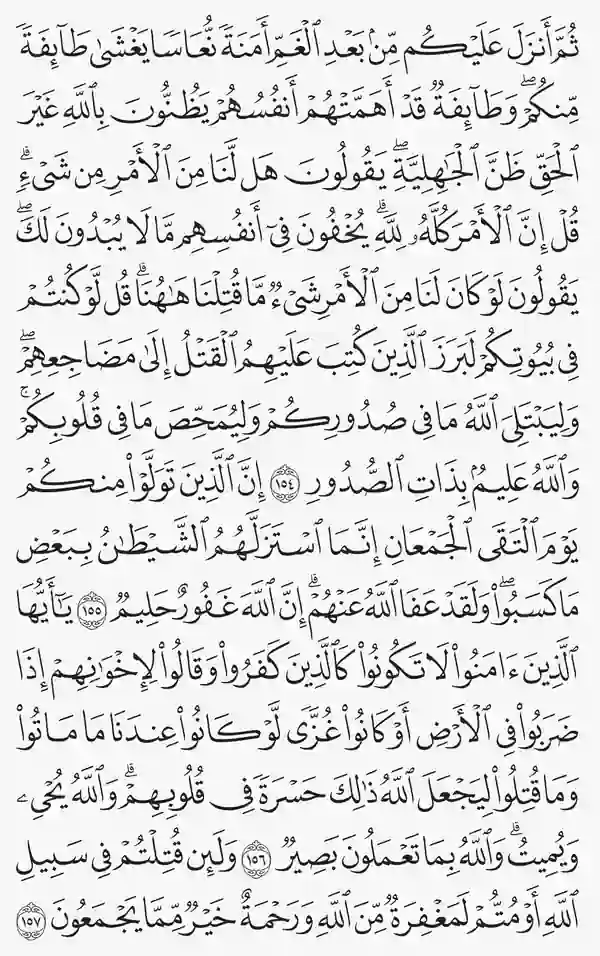 ثُمَّ أَنزَلَ عَلَيۡكُم مِّنۢ بَعۡدِ ٱلۡغَمِّ أَمَنَةٗ نُّعَاسٗا يَغۡشَىٰ طَآئِفَةٗ
مِّنكُمۡۖ وَطَآئِفَةٞ قَدۡ أَهَمَّتۡهُمۡ أَنفُسُهُمۡ يَظُنُّونَ بِٱللَّهِ غَيۡرَ
ٱلۡحَقِّ ظَنَّ ٱلۡجَٰهِلِيَّةِۖ يَقُولُونَ هَل لَّنَا مِنَ ٱلۡأَمۡرِ مِن شَيۡءٖۗ
قُلۡ إِنَّ ٱلۡأَمۡرَ كُلَّهُۥ لِلَّهِۗ يُخۡفُونَ فِيٓ أَنفُسِهِم مَّا لَا يُبۡدُونَ لَكَۖ
يَقُولُونَ لَوۡ كَانَ لَنَا مِنَ ٱلۡأَمۡرِ شَيۡءٞ مَّا قُتِلۡنَا هَٰهُنَاۗ قُل لَّوۡ كُنتُمۡ
فِي بُيُوتِكُمۡ لَبَرَزَ ٱلَّذِينَ كُتِبَ عَلَيۡهِمُ ٱلۡقَتۡلُ إِلَىٰ مَضَاجِعِهِمۡۖ
وَلِيَبۡتَلِيَ ٱللَّهُ مَا فِي صُدُورِكُمۡ وَلِيُمَحِّصَ مَا فِي قُلُوبِكُمۡۚ
وَٱللَّهُ عَلِيمُۢ بِذَاتِ ٱلصُّدُورِ ١٥٤ إِنَّ ٱلَّذِينَ تَوَلَّوۡاْ مِنكُمۡ
يَوۡمَ ٱلۡتَقَى ٱلۡجَمۡعَانِ إِنَّمَا ٱسۡتَزَلَّهُمُ ٱلشَّيۡطَٰنُ بِبَعۡضِ
مَا كَسَبُواْۖ وَلَقَدۡ عَفَا ٱللَّهُ عَنۡهُمۡۗ إِنَّ ٱللَّهَ غَفُورٌ حَلِيمٞ ١٥٥ يَٰٓأَيُّهَا
ٱلَّذِينَ ءَامَنُواْ لَا تَكُونُواْ كَٱلَّذِينَ كَفَرُواْ وَقَالُواْ لِإِخۡوَٰنِهِمۡ إِذَا
ضَرَبُواْ فِي ٱلۡأَرۡضِ أَوۡ كَانُواْ غُزّٗى لَّوۡ كَانُواْ عِندَنَا مَا مَاتُواْ
وَمَا قُتِلُواْ لِيَجۡعَلَ ٱللَّهُ ذَٰلِكَ حَسۡرَةٗ فِي قُلُوبِهِمۡۗ وَٱللَّهُ يُحۡيِۦ
وَيُمِيتُۗ وَٱللَّهُ بِمَا تَعۡمَلُونَ بَصِيرٞ ١٥٦ وَلَئِن قُتِلۡتُمۡ فِي سَبِيلِ
ٱللَّهِ أَوۡ مُتُّمۡ لَمَغۡفِرَةٞ مِّنَ ٱللَّهِ وَرَحۡمَةٌ خَيۡرٞ مِّمَّا يَجۡمَعُونَ ١٥٧